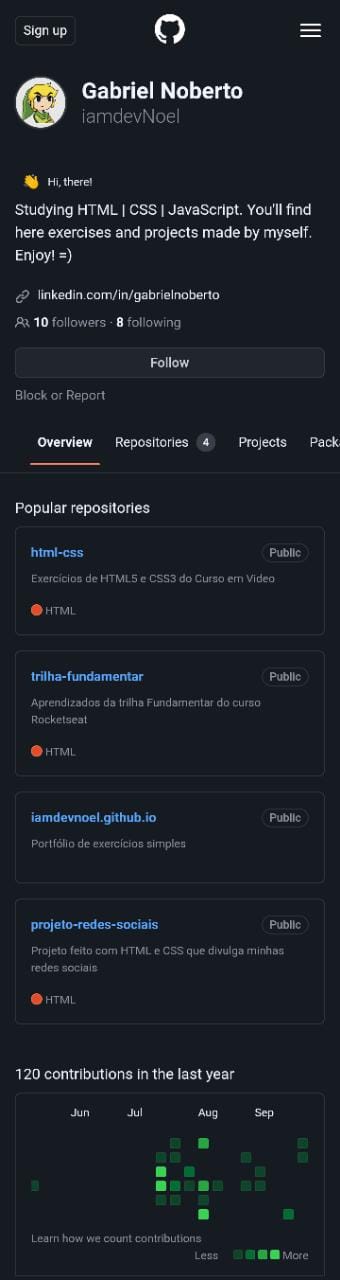 Sign up
Gabriel Noberto
iamdevNoel
👋 Hi, there!
Studying HTML | CSS | JavaScript. You'll find
here exercises and projects made by myself.
Enjoy! =)
linkedin.com/in/gabrielnoberto
10 followers · 8 following
Follow
Block or Report
Overview Repositories 4 Projects Packa
Popular repositories
html-css Public
Exercícios de HTML5 e CSS3 do Curso em Video
HTML
trilha-fundamentar Public
Aprendizados da trilha Fundamentar do curso
Rocketseat
HTML
iamdevnoel.github.io Public
Portfólio de exercícios simples
projeto-redes-sociais Public
Projeto feito com HTML e CSS que divulga minhas
redes sociais
HTML
120 contributions in the last year
Jun Jul Aug Sep
Learn how we count contributions
Less More